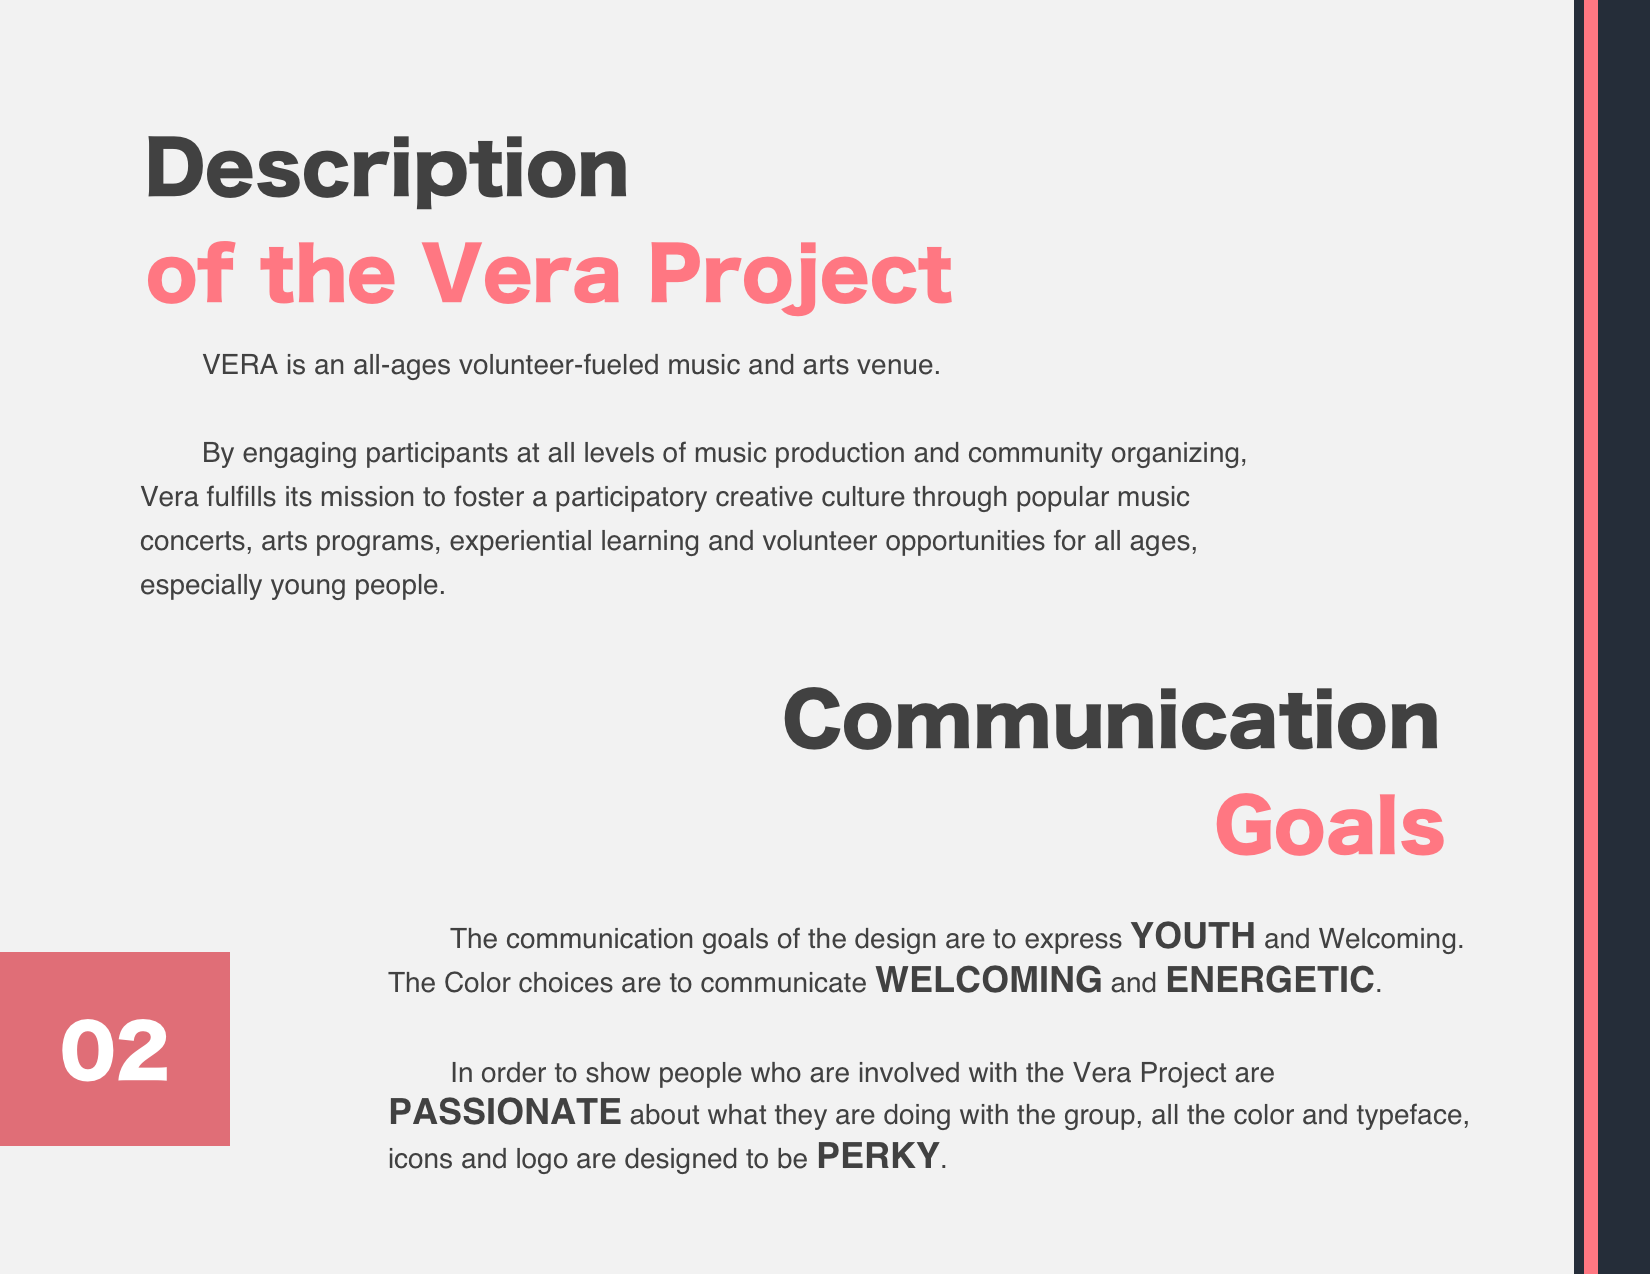 Description
of the Vera Project
VERA is an all-ages volunteer-fueled music and arts venue.
By engaging participants at all levels of music production and community organizing,
Vera fulfills its mission to foster a participatory creative culture through popular music
concerts, arts programs, experiential learning and volunteer opportunities for all ages,
especially young people.
Communication
Goals
The communication goals of the design are to express YOUTH and Welcoming.
The Color choices are to communicate WELCOMING and ENERGETIC.
In order to show people who are involved with the Vera Project are
PASSIONATE about what they are doing with the group, all the color and typeface,
icons and logo are designed to be PERKY.
02